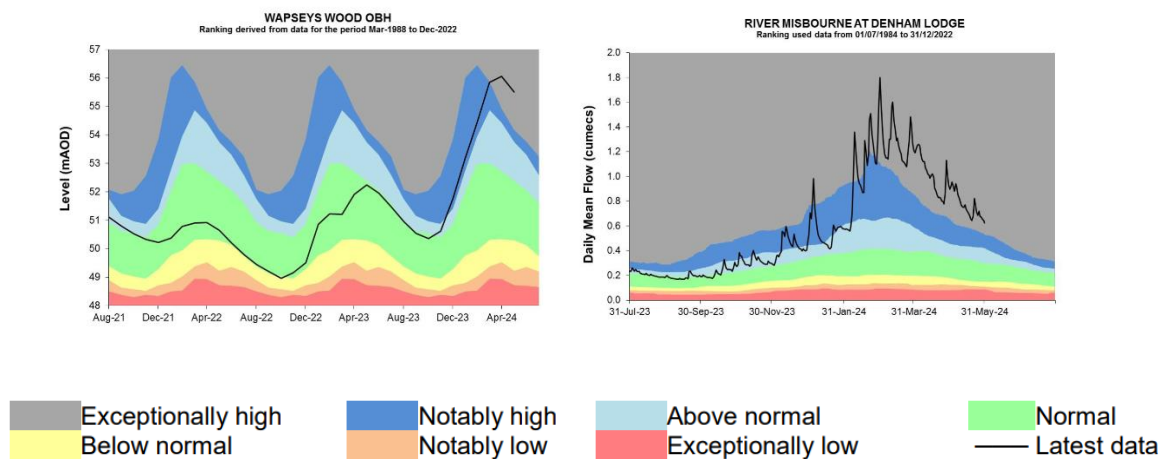 WAPSEYS WOOD OBH
Ranking derived from data for the period Mar-1988 to Dec-2022
Level (mAOD)
57
56
55
54
53
52
51
50
49
48
Aug-21 Dec-21 Apr-22 Aug-22 Dec-22 Apr-23 Aug-23 Dec-23 Apr-24
RIVER MISBOURNE AT DENHAM LODGE
Ranking used data from 01/07/1984 to 31/12/2022
Daily Mean Flow (cumecs)
2.0
1.8
1.6
1.4
1.2
1.0
0.8
0.6
0.4
0.2
0.0
31-Jul-23 30-Sep-23 30-Nov-23 31-Jan-24 31-Mar-24 31-May-24
Exceptionally high Notably high Above normal Normal
Below normal Notably low Exceptionally low Latest data